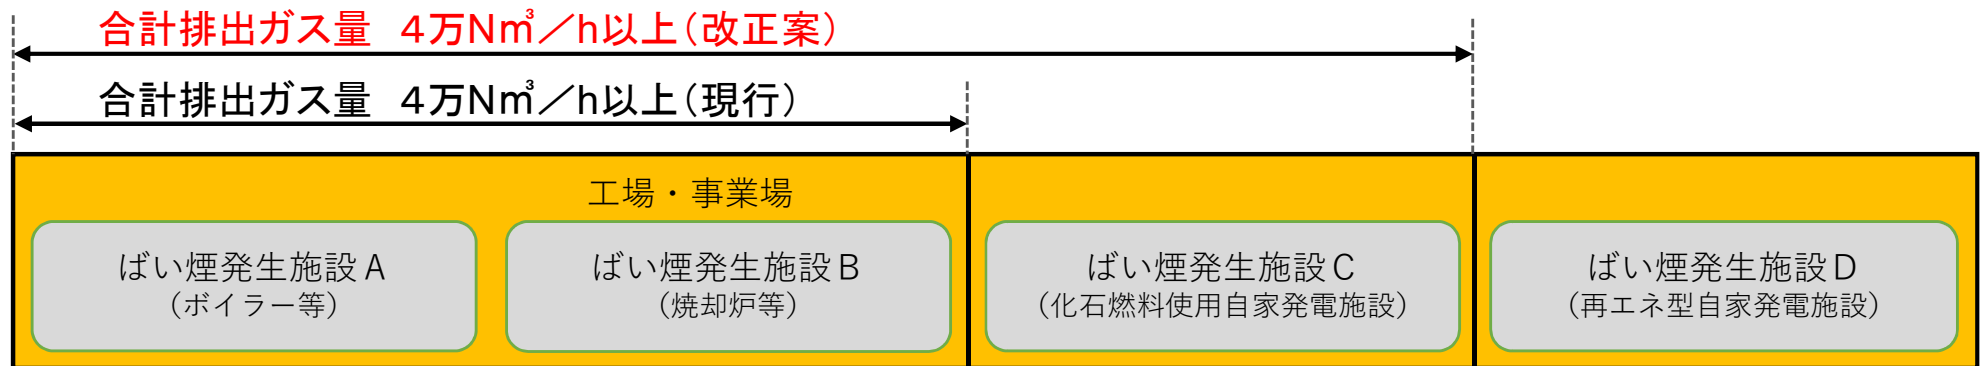 合計排出ガス量　４万Nm³／h以上（改正案）
合計排出ガス量　４万Nm³／h以上（現行）
工場・事業場
ばい煙発生施設Ａ
（ボイラー等）
ばい煙発生施設Ｂ
（焼却炉等）
ばい煙発生施設Ｃ
（化石燃料使用自家発電施設）
ばい煙発生施設Ｄ
（再エネ型自家発電施設）